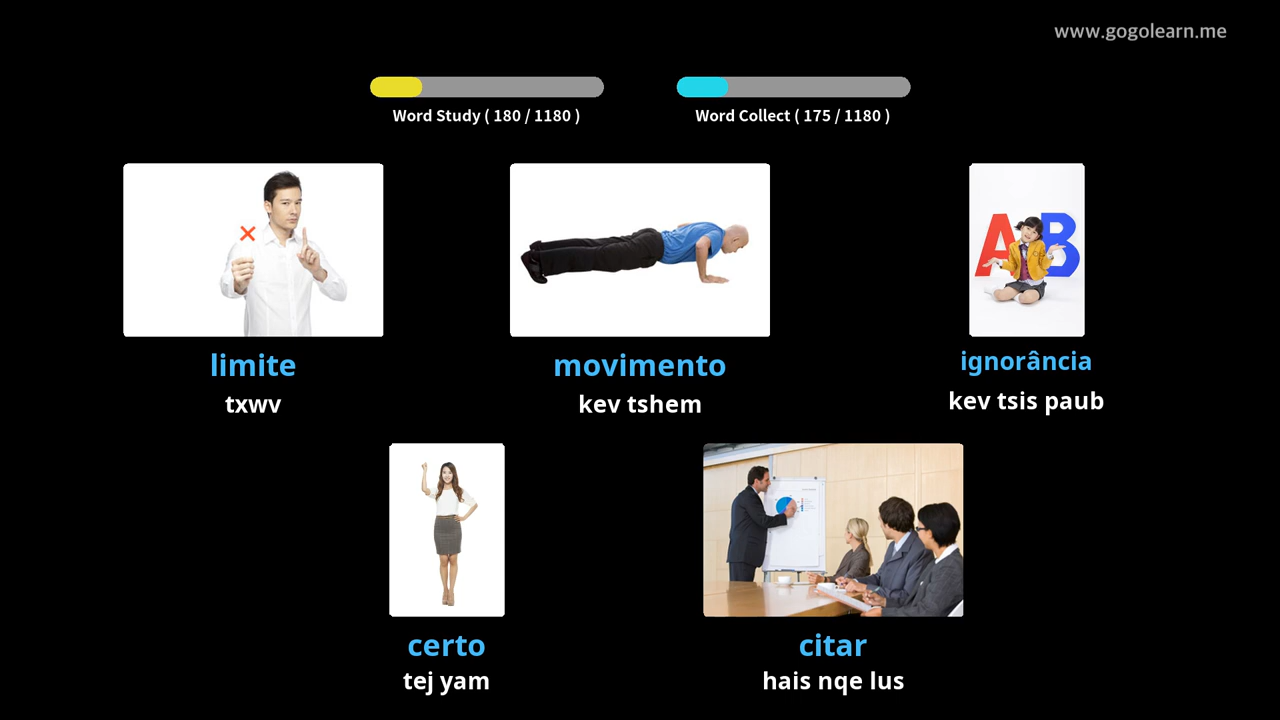 www.gogolearn.me
Word Study ( 180 / 1180 )
Word Collect ( 175 / 1180 )
A B
limite
txwv
movimento
kev tshem
ignorância
kev tsis paub
certo
tej yam
citar
hais nqe lus